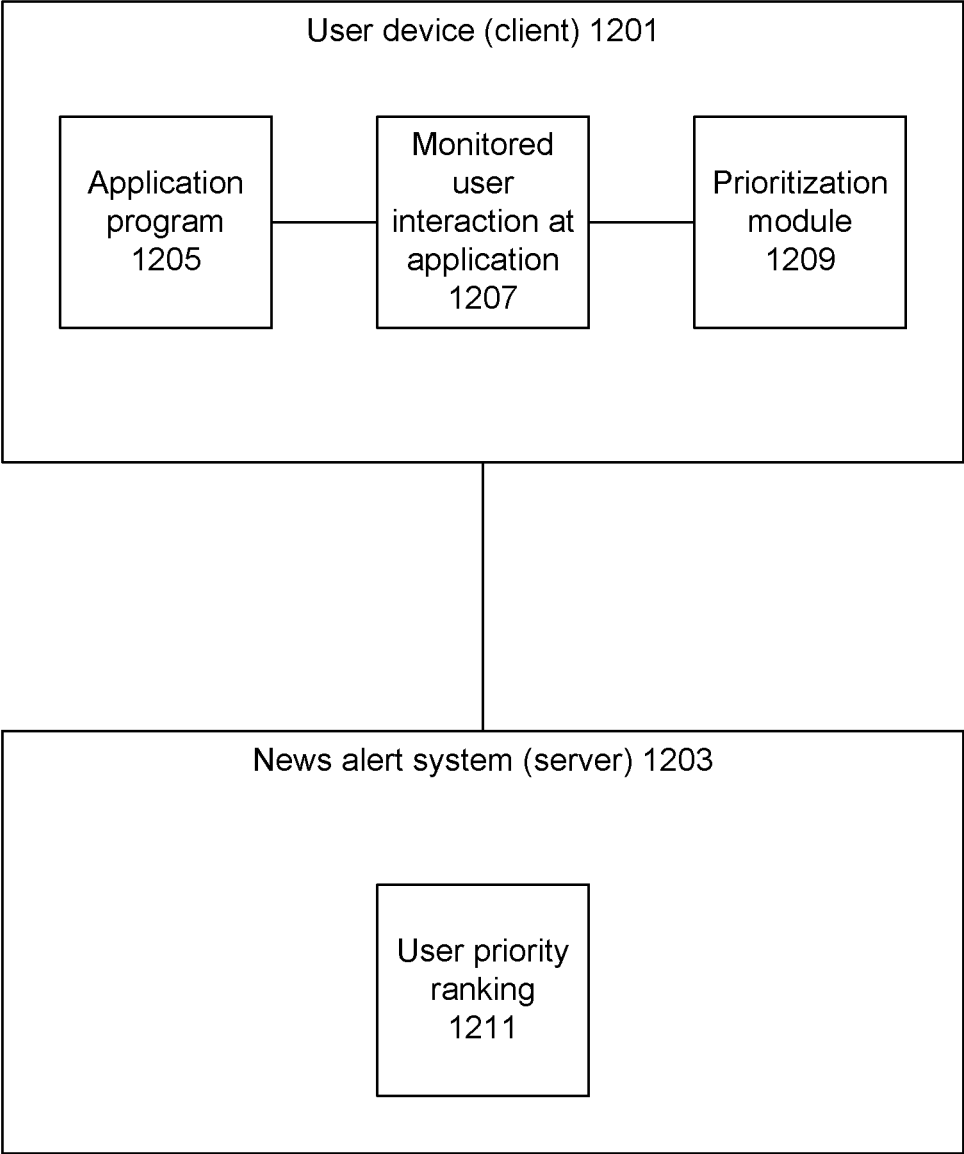 User device (client) 1201
Application
program
1205
Monitored
user
interaction at
application
1207
Prioritization
module
1209
News alert system (server) 1203
User priority
ranking
1211